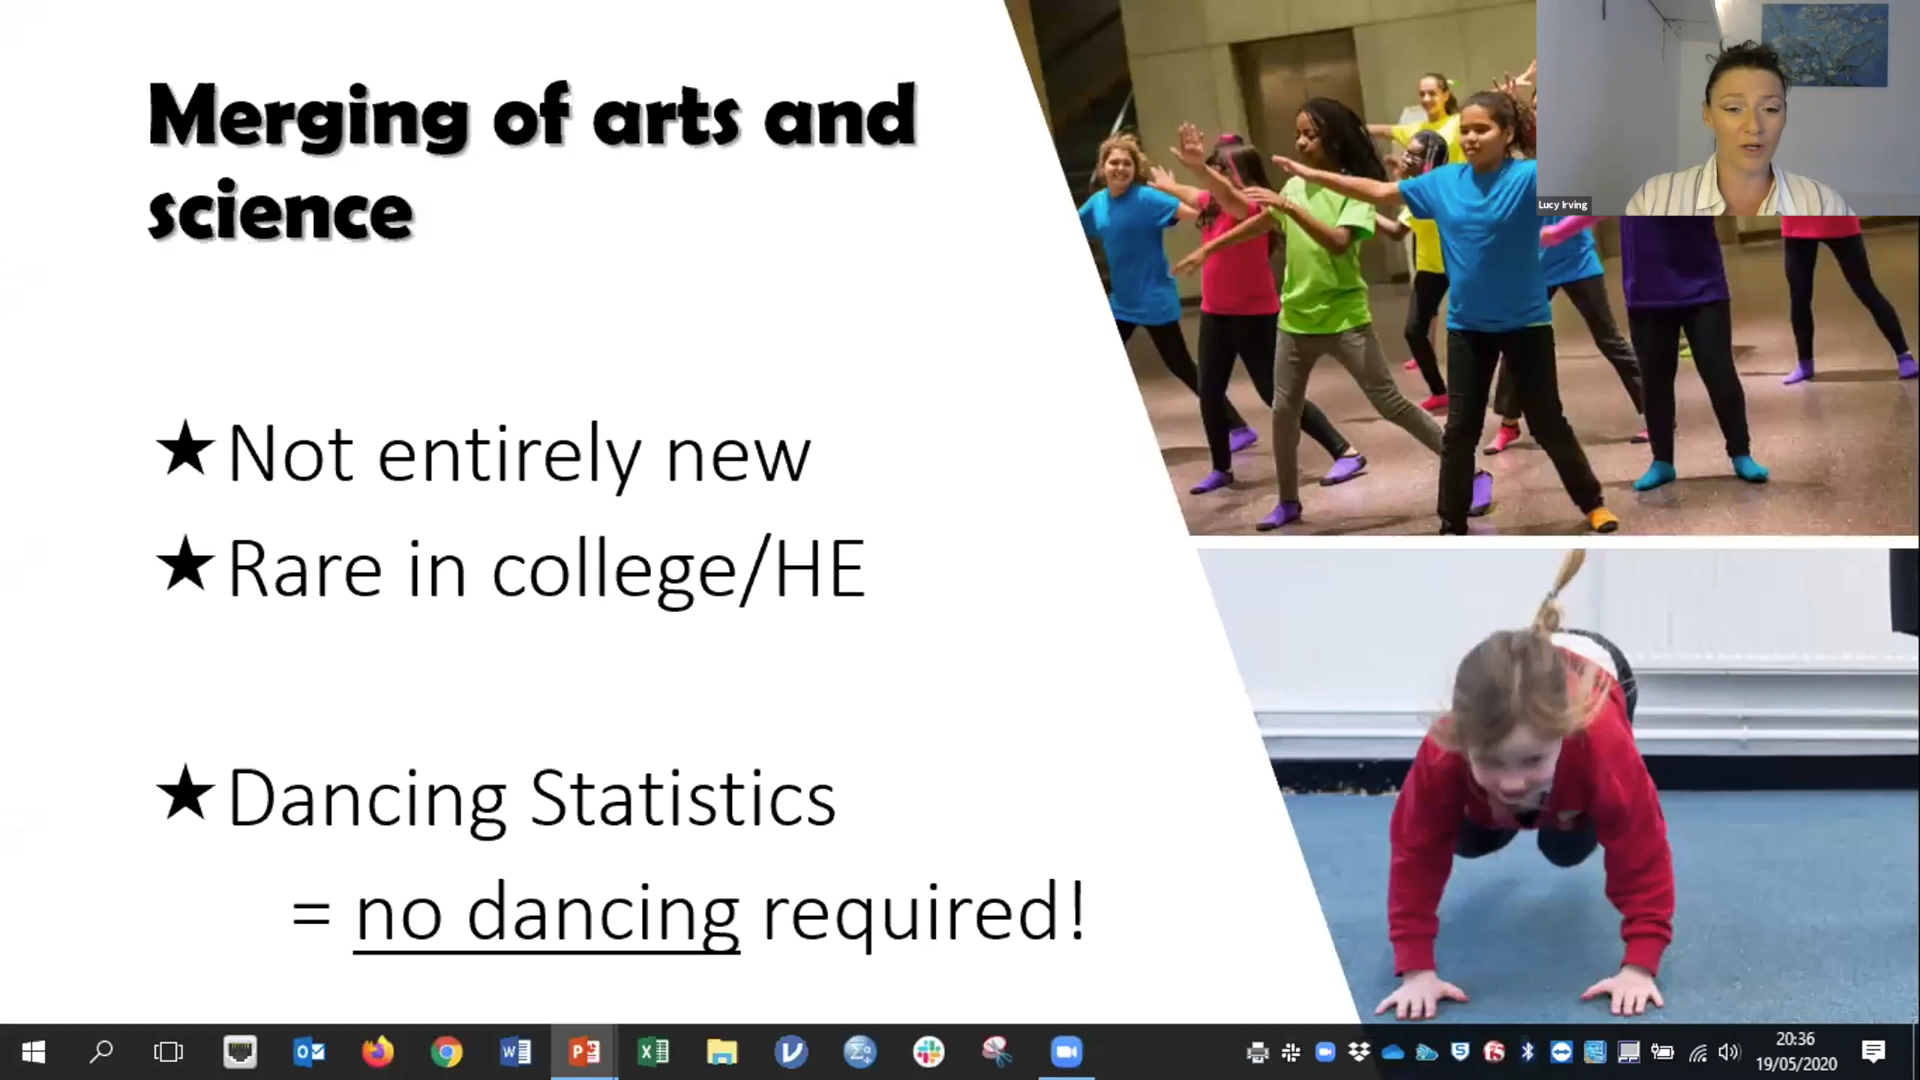 Merging of arts and
science
★Not entirely new
★Rare in college/HE
★Dancing Statistics
= no dancing required!
Lucy Irving
20:36
19/05/2020